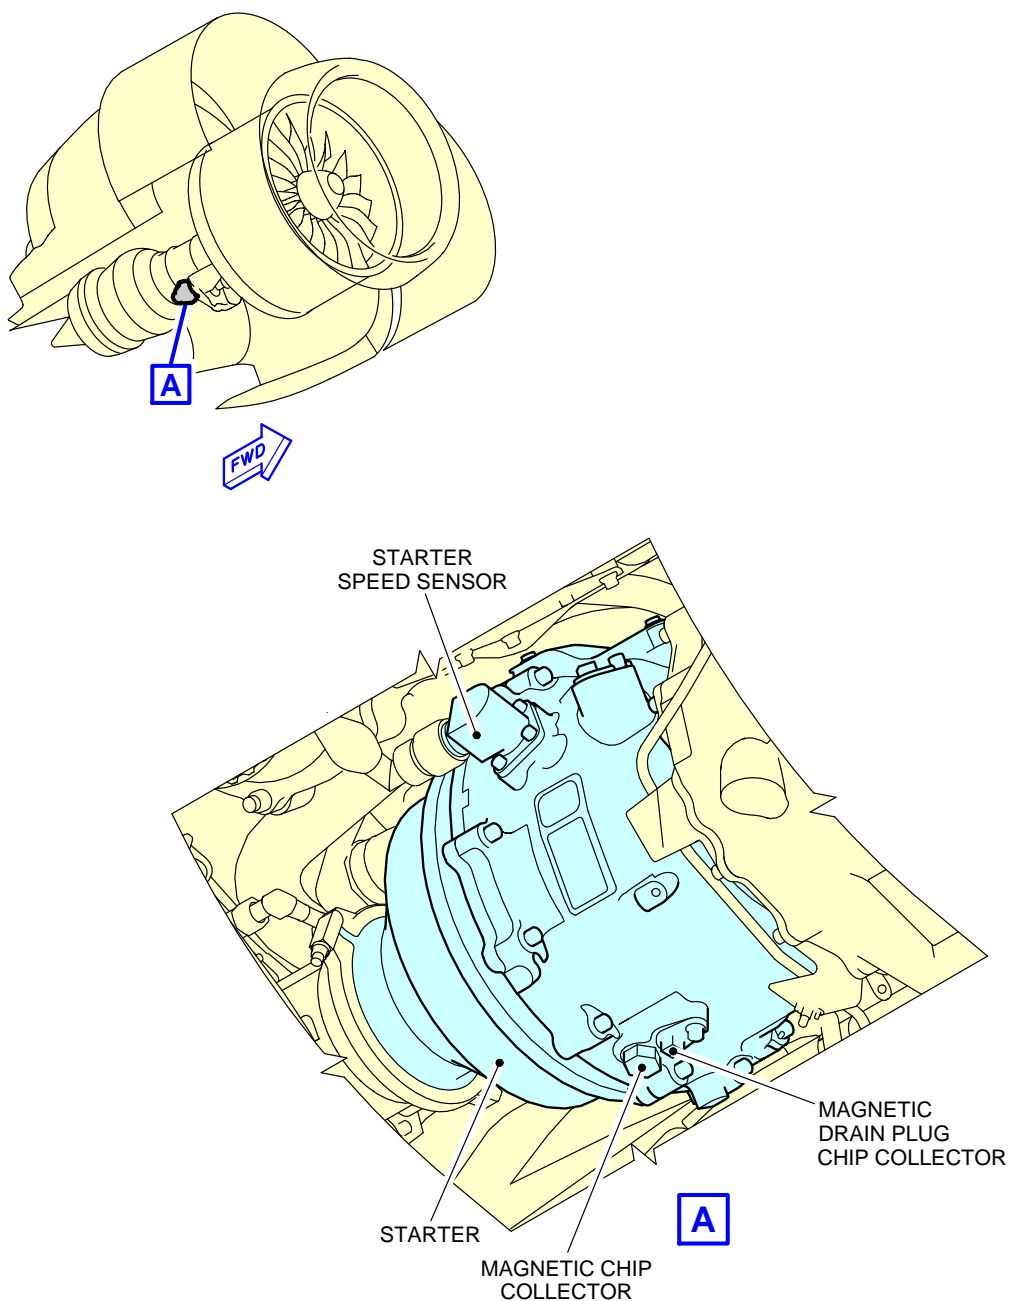 A
FWD
STARTER
SPEED SENSOR
MAGNETIC
DRAIN PLUG
CHIP COLLECTOR
STARTER
A
MAGNETIC CHIP
COLLECTOR